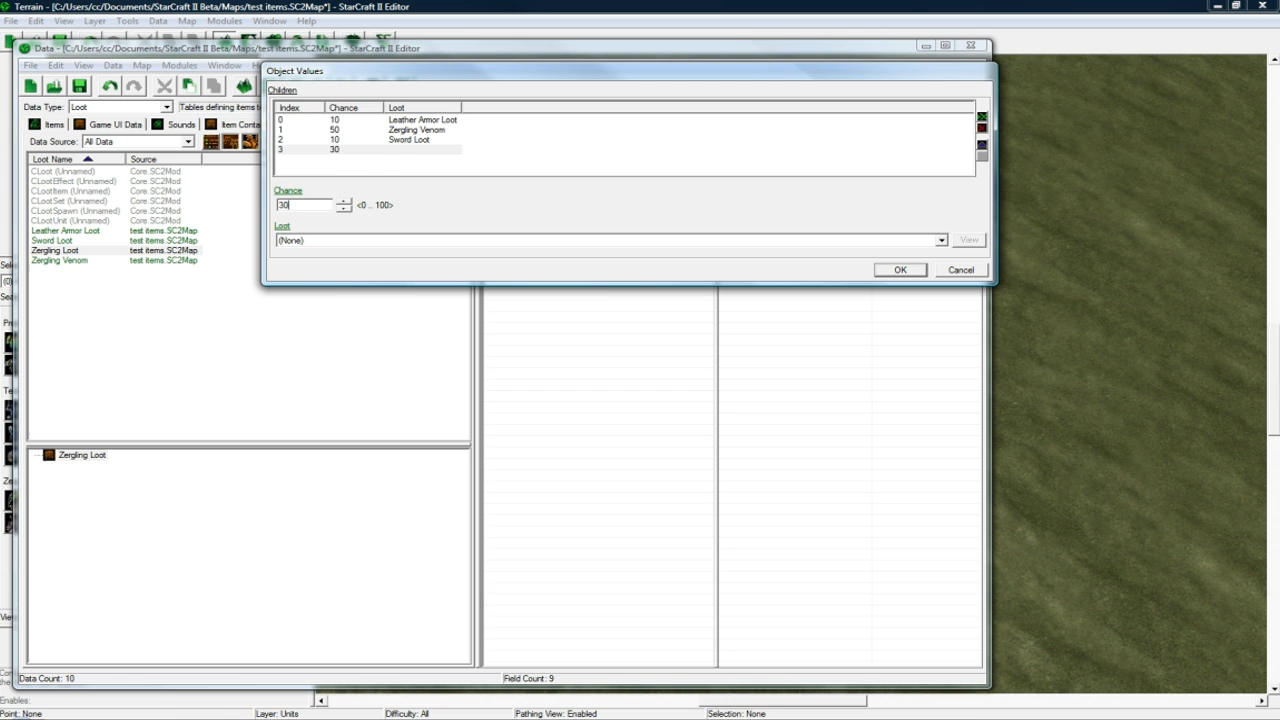 Terrain - [C:/Users/cc/Documents/StarCraft II Beta/Maps/test items.SC2Map*] - StarCraft II Editor
File Edit View Layer Tools Data Map Modules Window Help
Data - [C:/Users/cc/Documents/StarCraft II Beta/Maps/test items.SC2Map*] - StarCraft II Editor
File Edit View Data Map Modules Window
Object Values
Data Type: Loot Tables defining items to
Items Game UI Data Sounds Item Conta
Data Source: All Data
Loot Name Source
CLoot (Unnamed) Core.SC2Mod
CLootEffect (Unnamed) Core.SC2Mod
CLootItem (Unnamed) Core.SC2Mod
CLootSet (Unnamed) Core.SC2Mod
CLootSpawn (Unnamed) Core.SC2Mod
CLootUnit (Unnamed) Core.SC2Mod
Leather Armor Loot test items.SC2Map
Sword Loot test items.SC2Map
Zergling Loot test items.SC2Map
Zergling Venom test items.SC2Map
Children
Index Chance Loot
0 10 Leather Armor Loot
1 50 Zergling Venom
2 10 Sword Loot
3 30
Chance
30 <0 .. 100>
Loot
(None) View
OK Cancel
Zergling Loot
Data Count: 10 Field Count: 9
Enables:
Point: None Layer: Units Difficulty: All Pathing View: Enabled Selection: None